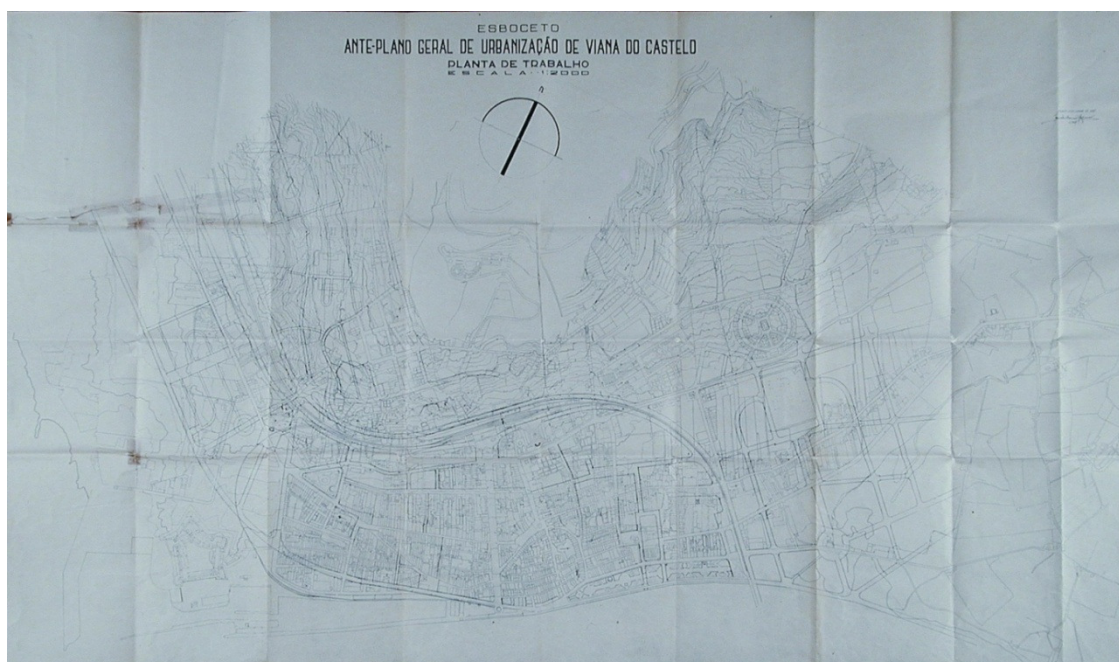 ESBOCETO
ANTE-PLANO GERAL DE URBANIZAÇÃO DE VIANA DO CASTELO
PLANTA DE TRABALHO
ESCALA - 1:2000
n